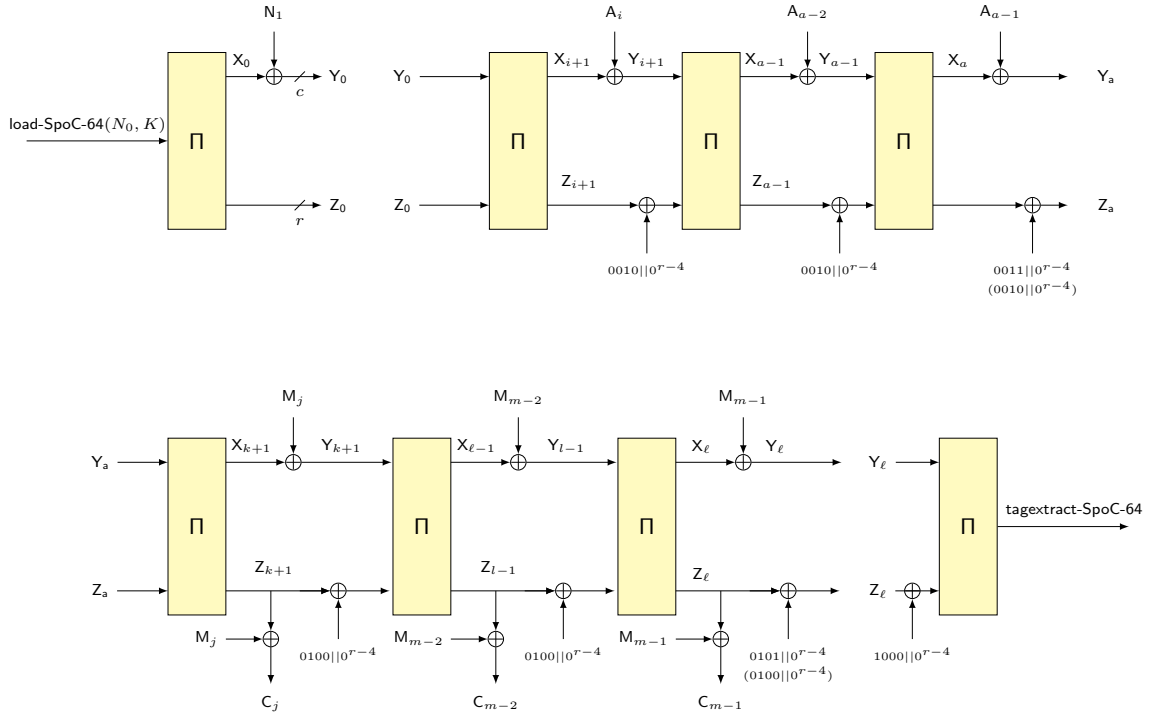 N₁ A_i A_{a−2} A_{a−1}
X₀ Y₀ Y₀ X_{i+1} Y_{i+1} X_{a−1} Y_{a−1} X_a Y_a
c
load-SpoC-64(N₀, K)
Π Π Π Π
Z_{i+1} Z_{a−1}
Z₀ Z₀ Z_a
r
0010||0^{r−4} 0010||0^{r−4} 0011||0^{r−4}
(0010||0^{r−4})
M_j M_{m−2} M_{m−1}
X_{k+1} Y_{k+1} X_{ℓ−1} Y_{l−1} X_ℓ Y_ℓ
Y_a Y_ℓ
tagextract-SpoC-64
Π Π Π Π
Z_{k+1} Z_{l−1} Z_ℓ
Z_a Z_ℓ
M_j M_{m−2} M_{m−1}
0100||0^{r−4} 0100||0^{r−4} 0101||0^{r−4} 1000||0^{r−4}
(0100||0^{r−4})
C_j C_{m−2} C_{m−1}